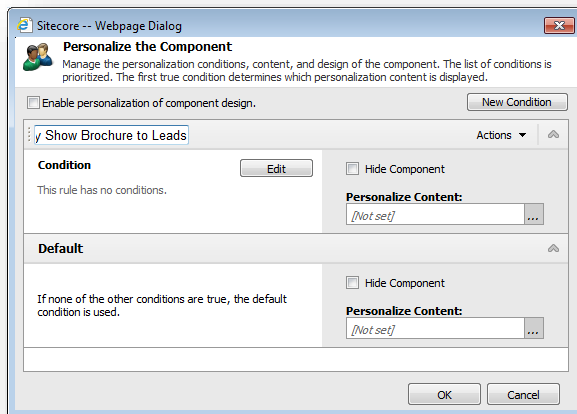 Sitecore -- Webpage Dialog
Personalize the Component
Manage the personalization conditions, content, and design of the component. The list of conditions is
prioritized. The first true condition determines which personalization content is displayed.
Enable personalization of component design.
New Condition
y Show Brochure to Leads
Actions
Condition
Edit
Hide Component
This rule has no conditions.
Personalize Content:
[Not set]
...
Default
Hide Component
If none of the other conditions are true, the default
condition is used.
Personalize Content:
[Not set]
...
OK
Cancel